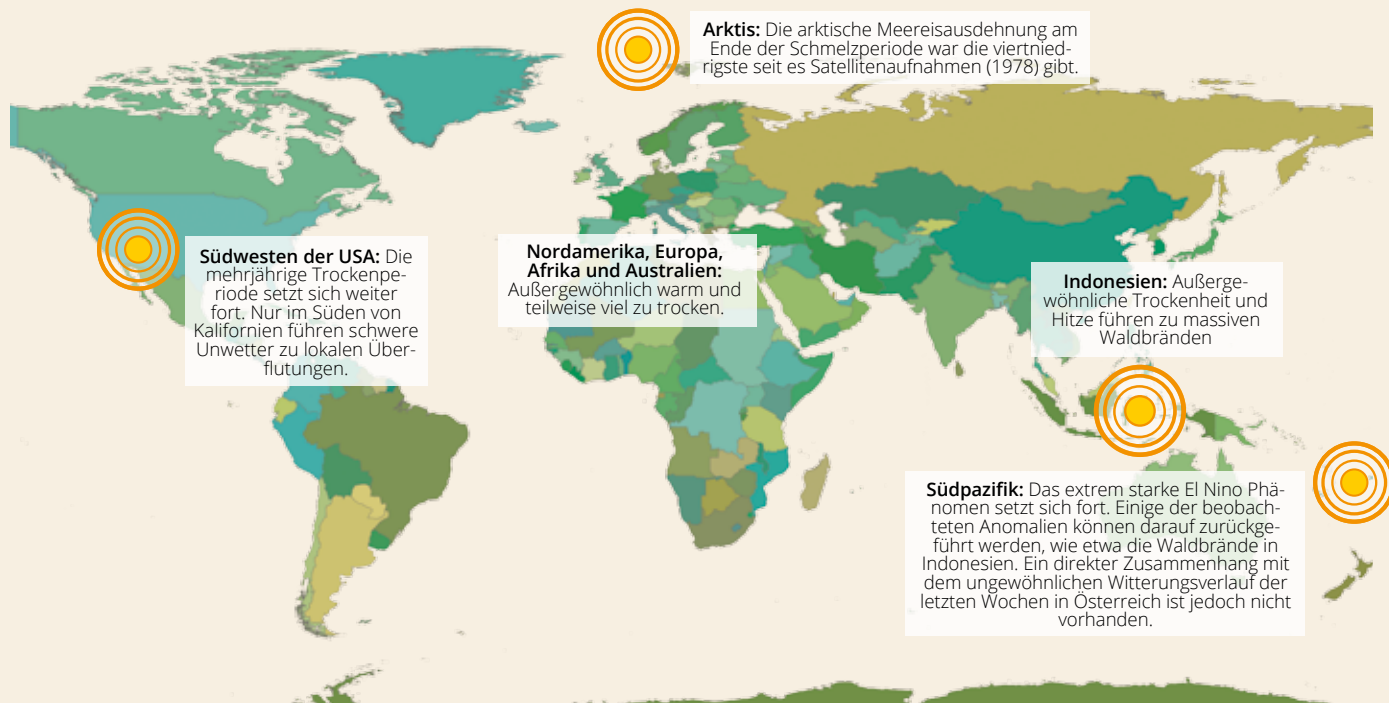 Arktis: Die arktische Meereisausdehnung am
Ende der Schmelzperiode war die viertnied-
rigste seit es Satellitenaufnahmen (1978) gibt.
Südwesten der USA: Die
mehrjährige Trockenpe-
riode setzt sich weiter
fort. Nur im Süden von
Kalifornien führen schwere
Unwetter zu lokalen Über-
flutungen.
Nordamerika, Europa,
Afrika und Australien:
Außergewöhnlich warm und
teilweise viel zu trocken.
Indonesien: Außerge-
wöhnliche Trockenheit und
Hitze führen zu massiven
Waldbränden
Südpazifik: Das extrem starke El Nino Phä-
nomen setzt sich fort. Einige der beobach-
teten Anomalien können darauf zurückge-
führt werden, wie etwa die Waldbrände in
Indonesien. Ein direkter Zusammenhang mit
dem ungewöhnlichen Witterungsverlauf der
letzten Wochen in Österreich ist jedoch nicht
vorhanden.